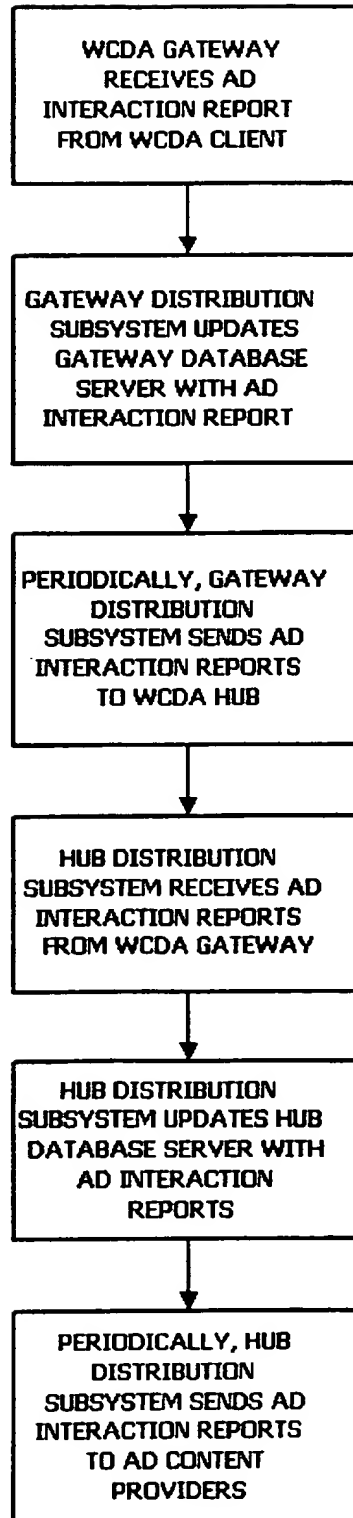 WCDA GATEWAY
RECEIVES AD
INTERACTION REPORT
FROM WCDA CLIENT
GATEWAY DISTRIBUTION
SUBSYSTEM UPDATES
GATEWAY DATABASE
SERVER WITH AD
INTERACTION REPORT
PERIODICALLY, GATEWAY
DISTRIBUTION
SUBSYSTEM SENDS AD
INTERACTION REPORTS
TO WCDA HUB
HUB DISTRIBUTION
SUBSYSTEM RECEIVES AD
INTERACTION REPORTS
FROM WCDA GATEWAY
HUB DISTRIBUTION
SUBSYSTEM UPDATES HUB
DATABASE SERVER WITH
AD INTERACTION
REPORTS
PERIODICALLY, HUB
DISTRIBUTION
SUBSYSTEM SENDS AD
INTERACTION REPORTS
TO AD CONTENT
PROVIDERS